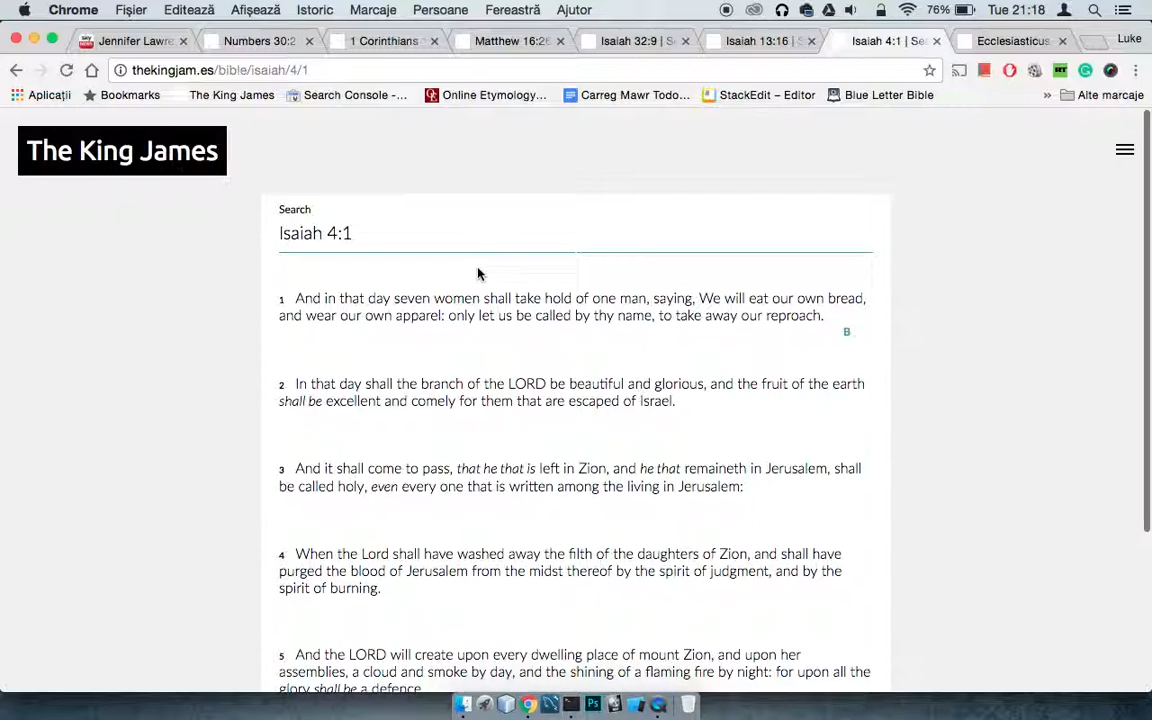 Chrome Fișier Editează Afișează Istoric Marcaje Persoane Fereastră Ajutor 76% Tue 21:18
Jennifer Lawre Numbers 30:2 1 Corinthians Matthew 16:26 Isaiah 32:9 | S Isaiah 13:16 | S Isaiah 4:1 | Se Ecclesiasticus Luke
thekingjam.es/bible/isaiah/4/1
Aplicații Bookmarks The King James Search Console -... Online Etymology... Carreg Mawr Todo... StackEdit – Editor Blue Letter Bible » Alte marcaje
The King James
Search
Isaiah 4:1
1 And in that day seven women shall take hold of one man, saying, We will eat our own bread,
and wear our own apparel: only let us be called by thy name, to take away our reproach.
B
2 In that day shall the branch of the LORD be beautiful and glorious, and the fruit of the earth
shall be excellent and comely for them that are escaped of Israel.
3 And it shall come to pass, that he that is left in Zion, and he that remaineth in Jerusalem, shall
be called holy, even every one that is written among the living in Jerusalem:
4 When the Lord shall have washed away the filth of the daughters of Zion, and shall have
purged the blood of Jerusalem from the midst thereof by the spirit of judgment, and by the
spirit of burning.
5 And the LORD will create upon every dwelling place of mount Zion, and upon her
assemblies, a cloud and smoke by day, and the shining of a flaming fire by night: for upon all the
glory shall be a defence